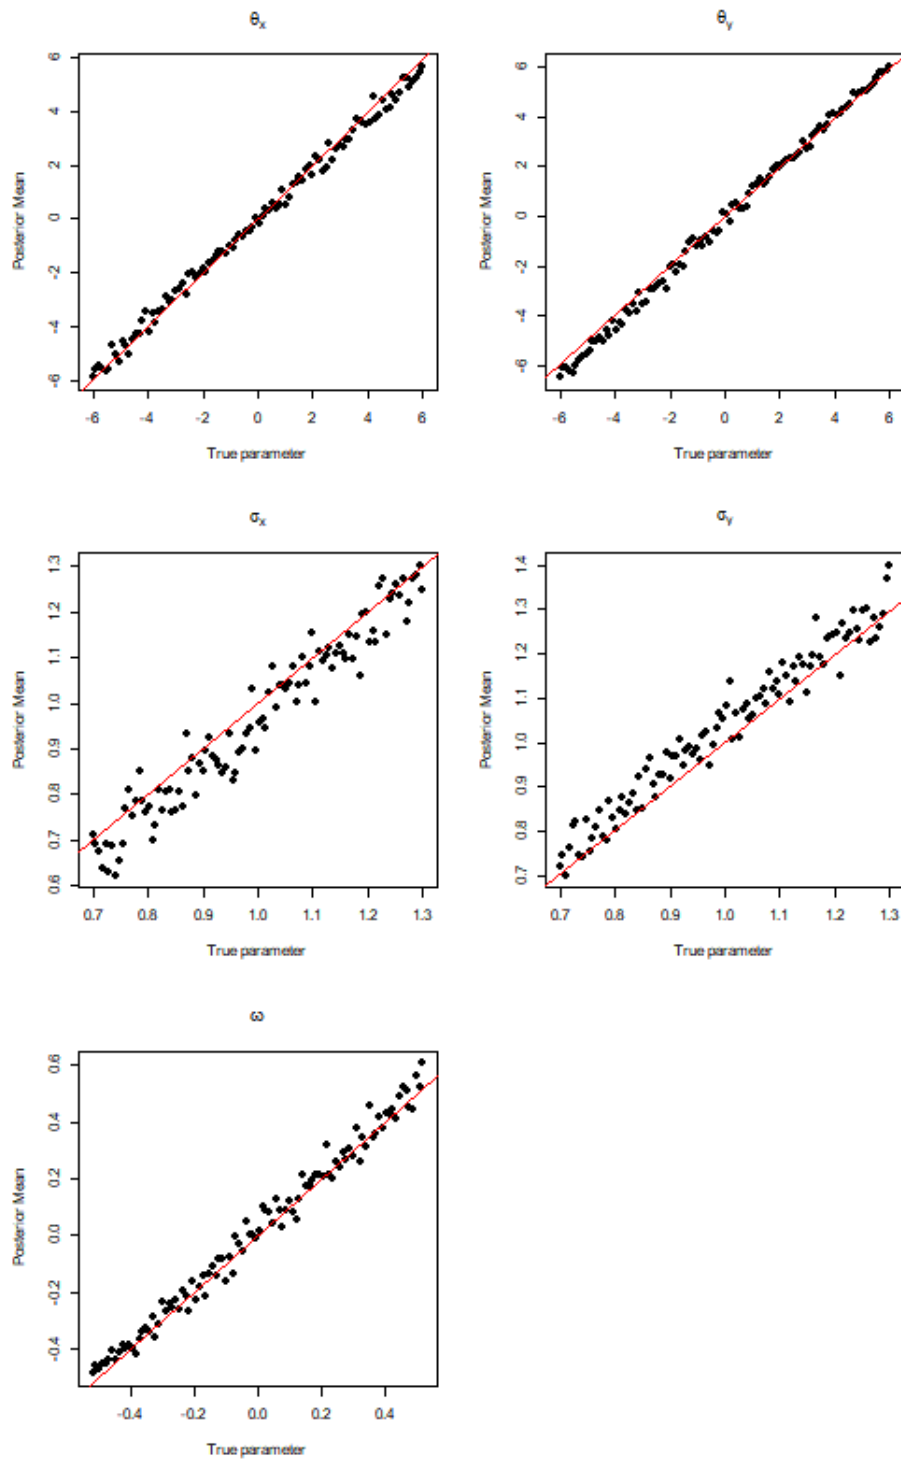 θx
θy
Posterior Mean
6
4
2
0
-2
-4
-6
-6 -4 -2 0 2 4 6
True parameter
Posterior Mean
6
4
2
0
-2
-4
-6
-6 -4 -2 0 2 4 6
True parameter
σx
σy
Posterior Mean
1.3
1.2
1.1
1.0
0.9
0.8
0.7
0.6
0.7 0.8 0.9 1.0 1.1 1.2 1.3
True parameter
Posterior Mean
1.4
1.3
1.2
1.1
1.0
0.9
0.8
0.7
0.7 0.8 0.9 1.0 1.1 1.2 1.3
True parameter
ω
Posterior Mean
0.6
0.4
0.2
0.0
-0.2
-0.4
-0.4 -0.2 0.0 0.2 0.4
True parameter